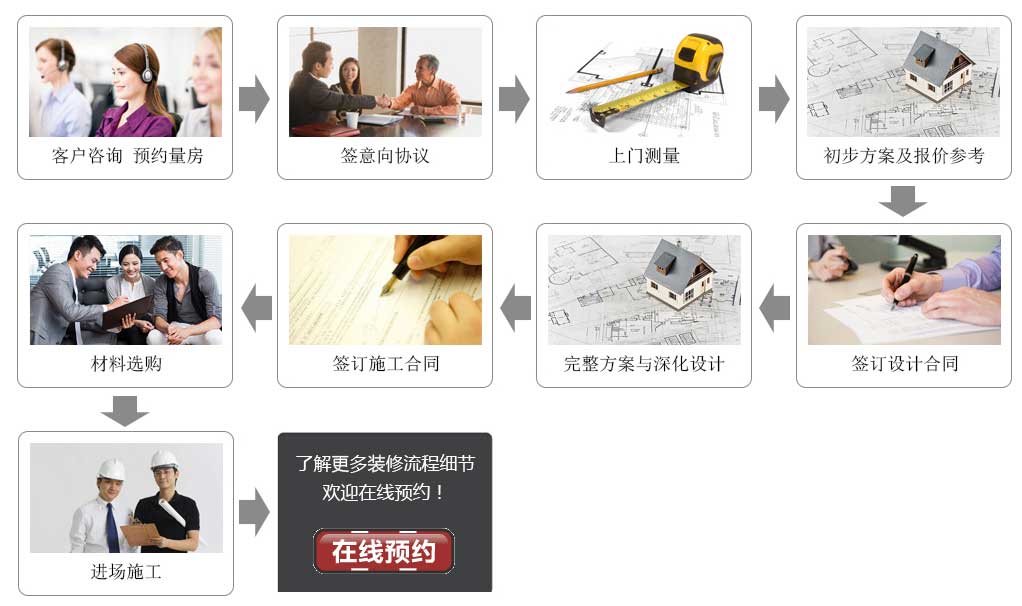 客户咨询 预约量房
签意向协议
上门测量
初步方案及报价参考
签订设计合同
完整方案与深化设计
签订施工合同
材料选购
进场施工
了解更多装修流程细节
欢迎在线预约！
在线预约